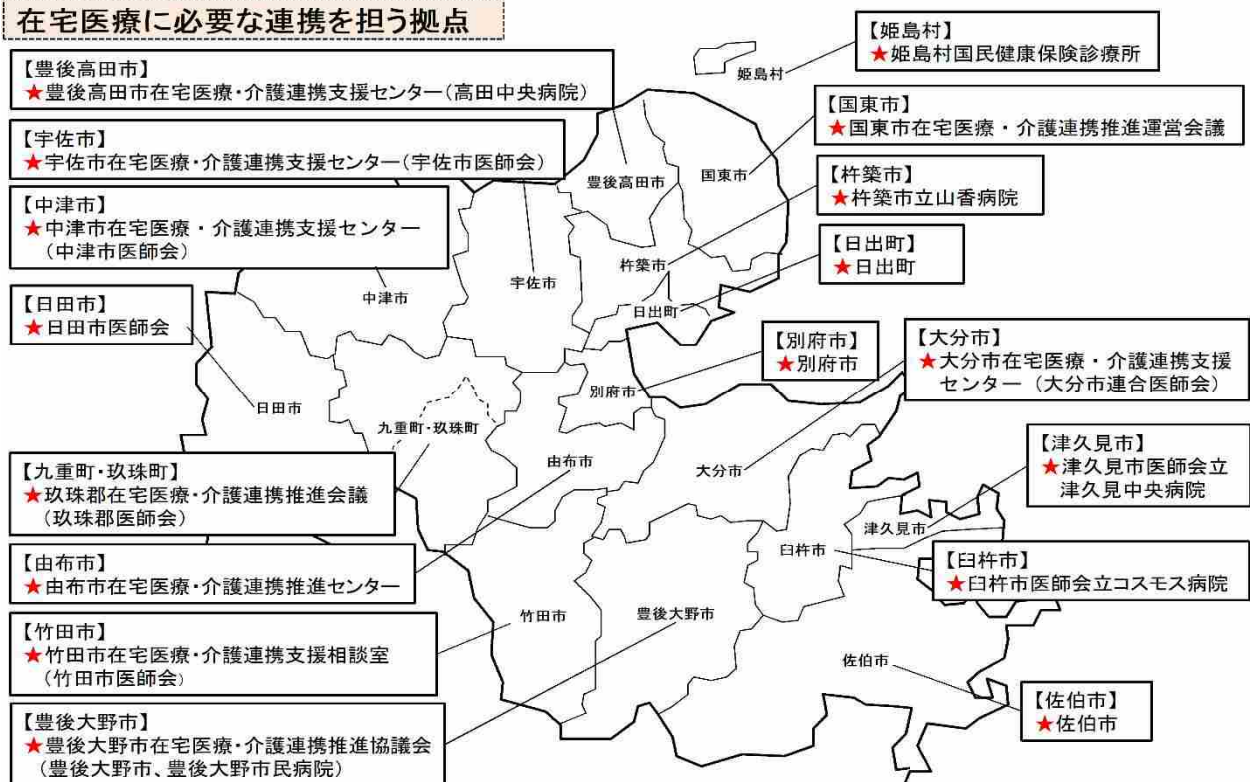 在宅医療に必要な連携を担う拠点
【豊後高田市】
★豊後高田市在宅医療・介護連携支援センター(高田中央病院)
【宇佐市】
★宇佐市在宅医療・介護連携支援センター(宇佐市医師会)
【中津市】
★中津市在宅医療・介護連携支援センター
(中津市医師会)
【日田市】
★日田市医師会
【九重町・玖珠町】
★玖珠郡在宅医療・介護連携推進会議
(玖珠郡医師会)
【由布市】
★由布市在宅医療・介護連携推進センター
【竹田市】
★竹田市在宅医療・介護連携支援相談室
(竹田市医師会)
【豊後大野市】
★豊後大野市在宅医療・介護連携推進協議会
(豊後大野市、豊後大野市民病院)
【姫島村】
★姫島村国民健康保険診療所
【国東市】
★国東市在宅医療・介護連携推進運営会議
【杵築市】
★杵築市立山香病院
【日出町】
★日出町
【別府市】
★別府市
【大分市】
★大分市在宅医療・介護連携支援
センター(大分市連合医師会)
【津久見市】
★津久見市医師会立
津久見中央病院
【臼杵市】
★臼杵市医師会立コスモス病院
【佐伯市】
★佐伯市
姫島村
豊後高田市
国東市
杵築市
宇佐市
中津市
日出町
別府市
日田市
九重町・玖珠町
由布市
大分市
津久見市
臼杵市
竹田市
豊後大野市
佐伯市